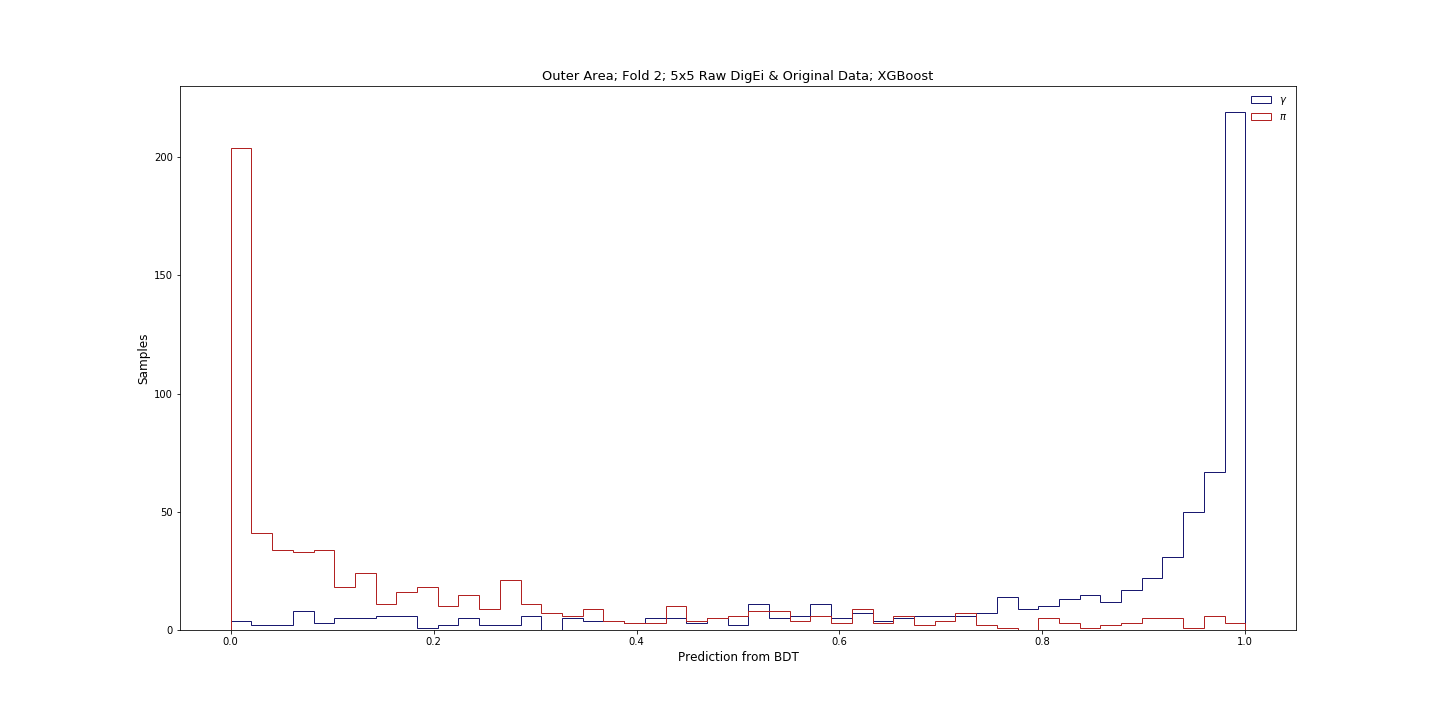 Outer Area; Fold 2; 5x5 Raw DigEi & Original Data; XGBoost
γ
π
200
150
100
50
0
Samples
0.0 0.2 0.4 0.6 0.8 1.0
Prediction from BDT